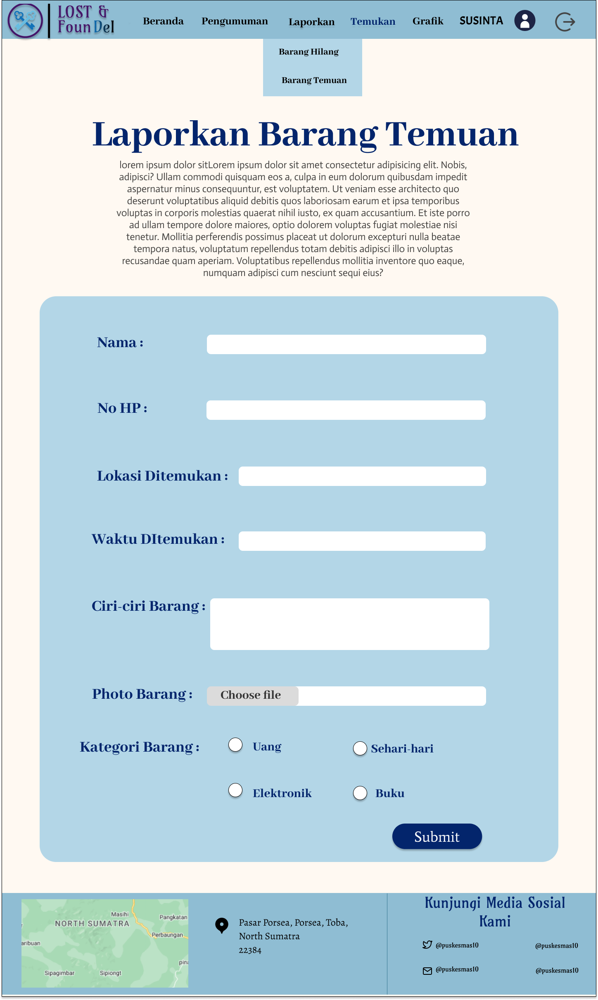 LOST &
FounDel
Beranda
Pengumuman
Laporkan
Temukan
Grafik
SUSINTA
Barang Hilang
Barang Temuan
Laporkan Barang Temuan
lorem ipsum dolor sitLorem ipsum dolor sit amet consectetur adipisicing elit. Nobis,
adipisci? Ullam commodi quisquam eos a, culpa in eum dolorum quibusdam impedit
aspernatur minus consequuntur, est voluptatem. Ut veniam esse architecto quo
deserunt voluptatibus aliquid debitis quos laboriosam earum et ipsa temporibus
voluptas in corporis molestias quaerat nihil iusto, ex quam accusantium. Et iste porro
ad ullam tempore dolore maiores, optio dolorem voluptas fugiat molestiae nisi
tenetur. Mollitia perferendis possimus placeat ut dolorum excepturi nulla beatae
tempora natus, voluptatum repellendus totam debitis adipisci illo in voluptas
recusandae quam aperiam. Voluptatibus repellendus mollitia inventore quo eaque,
numquam adipisci cum nesciunt sequi eius?
Nama :
No HP :
Lokasi Ditemukan :
Waktu DItemukan :
Ciri-ciri Barang :
Photo Barang :
Choose file
Kategori Barang :
Uang
Sehari-hari
Elektronik
Buku
Submit
Masihi
NORTH SUMATRA
Pangkatan
Perbaungan
aribuan
pina
Sipagimbar
Sipiongt
Pasar Porsea, Porsea, Toba,
North Sumatra
22384
Kunjungi Media Sosial
Kami
@puskesmas10
@puskesmas10
@puskesmas10
@puskesmas10